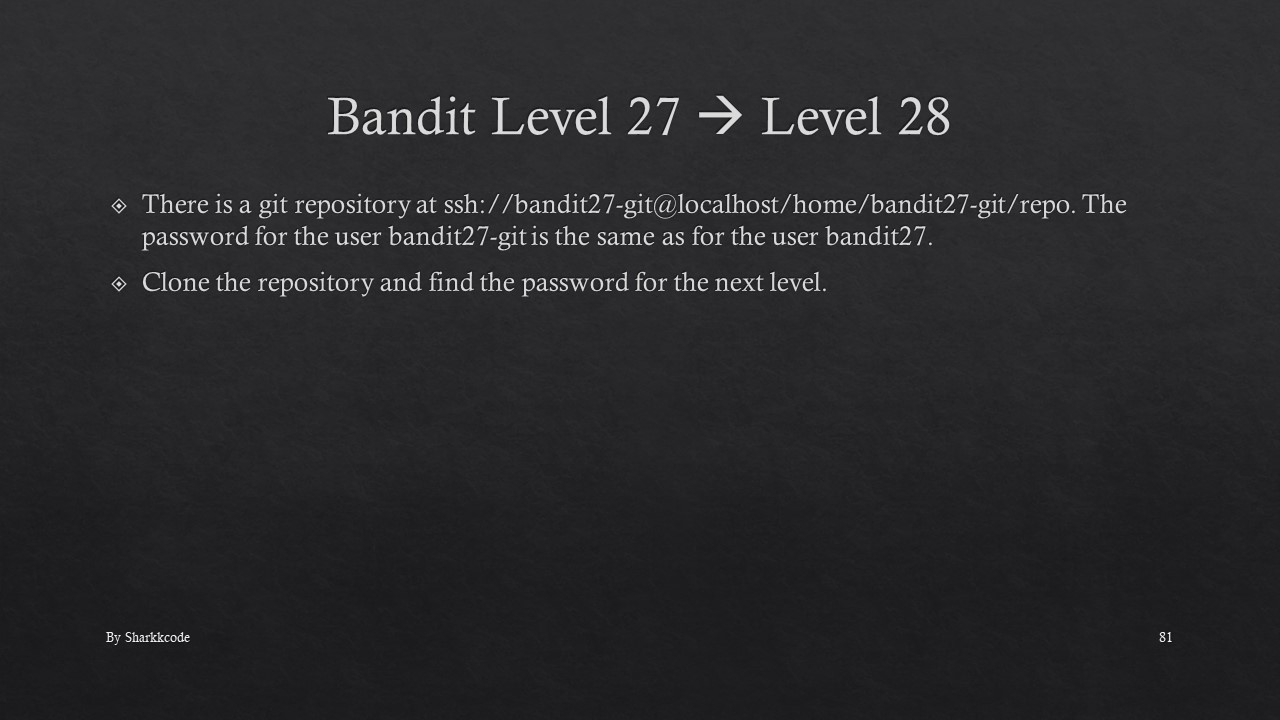 Bandit Level 27 → Level 28
There is a git repository at ssh://bandit27-git@localhost/home/bandit27-git/repo. The
password for the user bandit27-git is the same as for the user bandit27.
Clone the repository and find the password for the next level.
By Sharkkcode
81